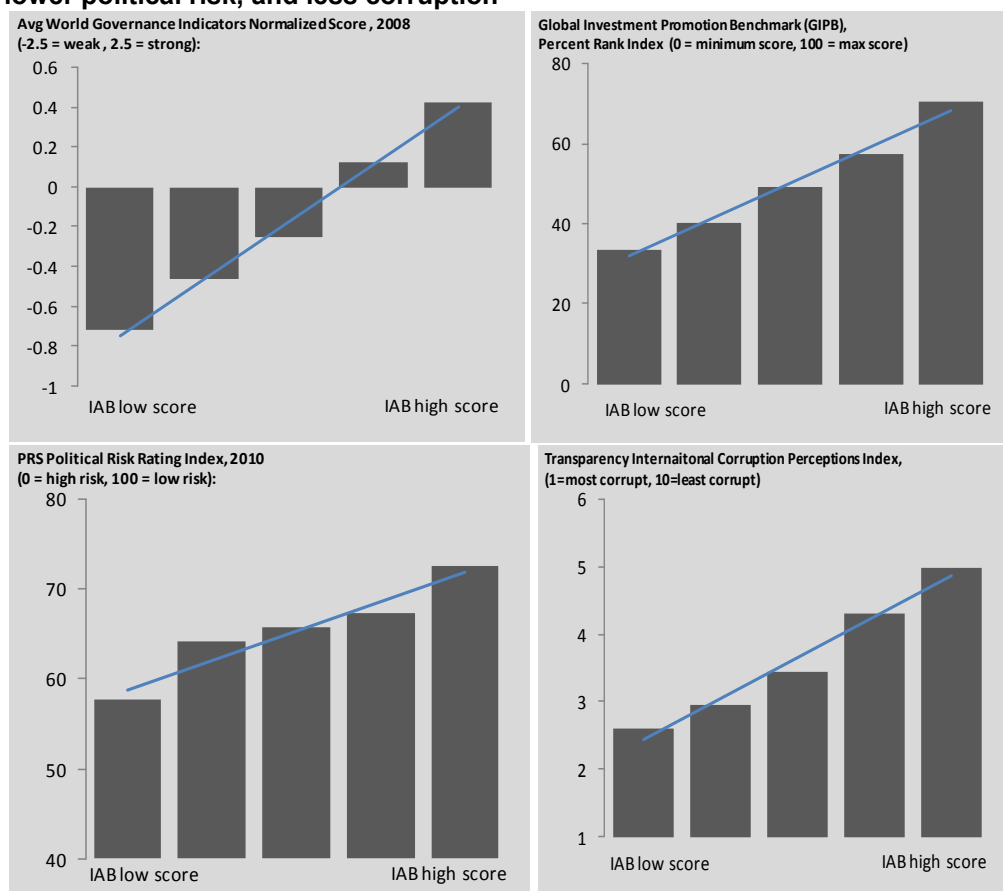 lower political risk, and less corruption
Avg World Governance Indicators Normalized Score , 2008
(-2.5 = weak , 2.5 = strong):
0.6
0.4
0.2
0
-0.2
-0.4
-0.6
-0.8
-1
IAB low score
IAB high score
Global Investment Promotion Benchmark (GIPB),
Percent Rank Index (0 = minimum score, 100 = max score)
80
60
40
20
0
IAB low score
IAB high score
PRS Political Risk Rating Index, 2010
(0 = high risk, 100 = low risk):
80
70
60
50
40
IAB low score
IAB high score
Transparency Internaitonal Corruption Perceptions Index,
(1=most corrupt, 10=least corrupt)
6
5
4
3
2
1
IAB low score
IAB high score